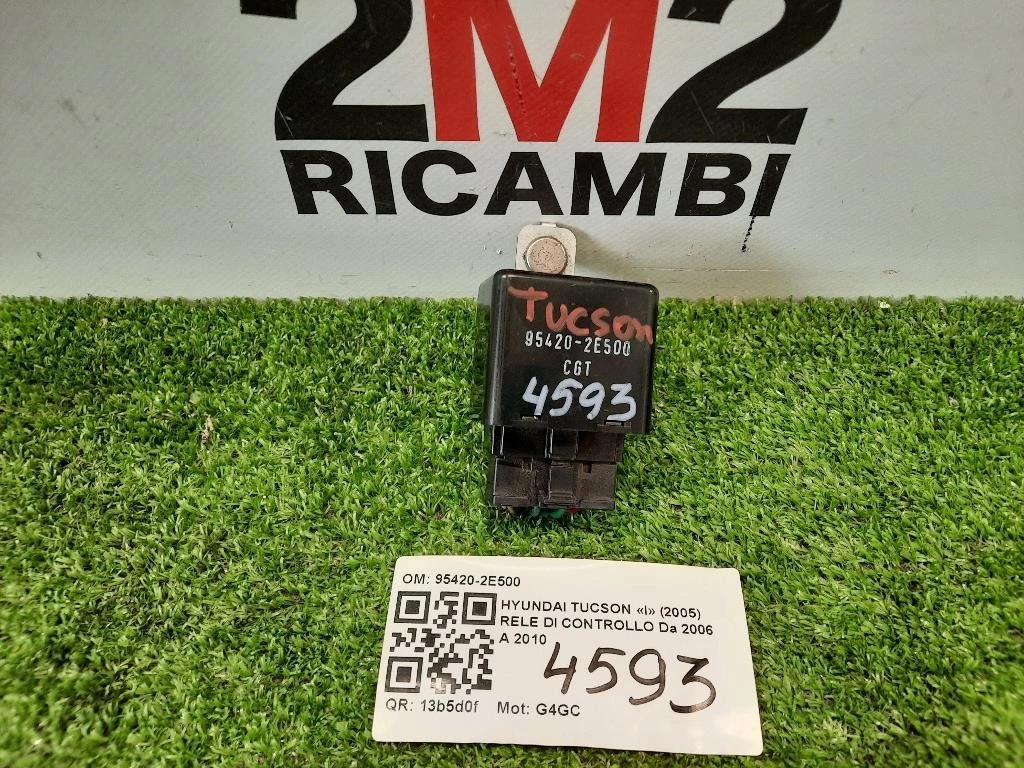 2M2
RICAMBI
Tucson
95420-2E500
CGT
4593
OM: 95420-2E500
HYUNDAI TUCSON «I» (2005)
RELE DI CONTROLLO Da 2006
A 2010
4593
QR: 13b5d0f Mot: G4GC